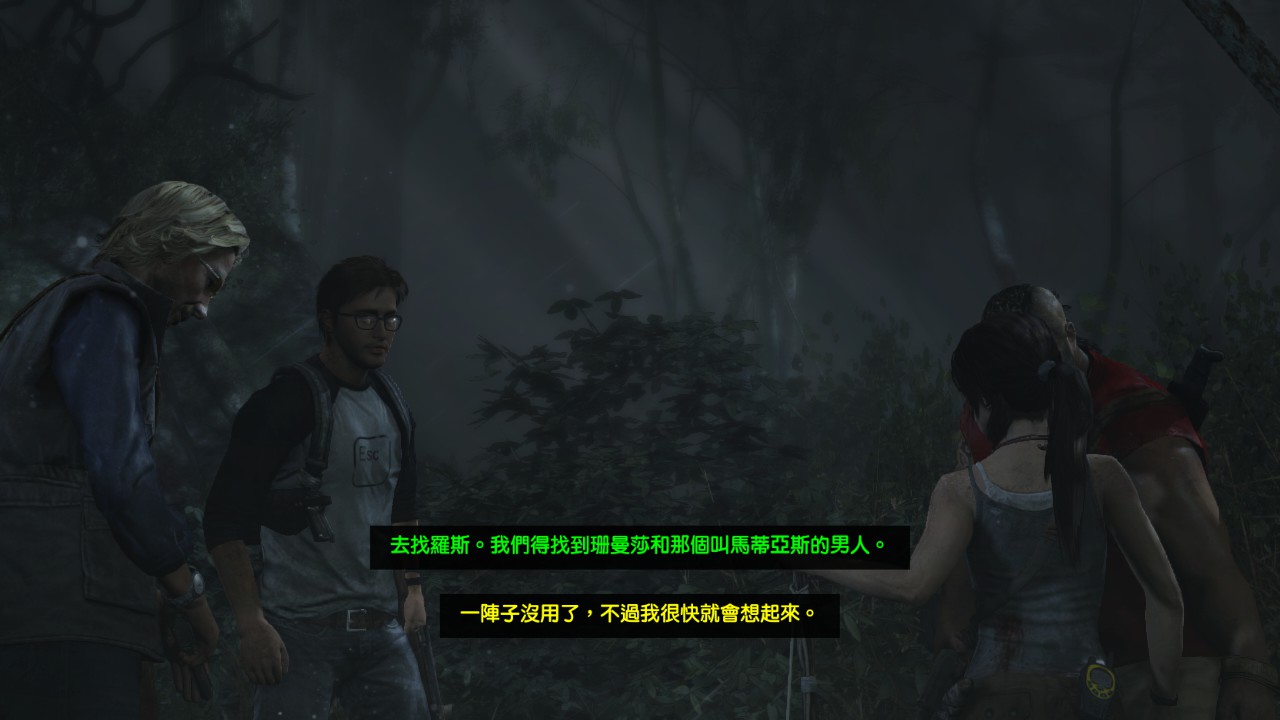 Esc
去找羅斯。我們得找到珊曼莎和那個叫馬蒂亞斯的男人。
一陣子沒用了，不過我很快就會想起來。